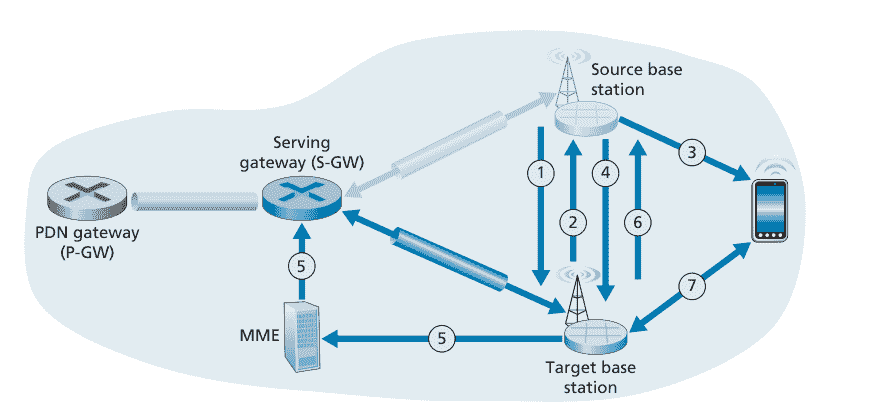 Source base
station
Serving
gateway (S-GW)
1
4
3
2
6
PDN gateway
(P-GW)
5
7
MME
5
Target base
station